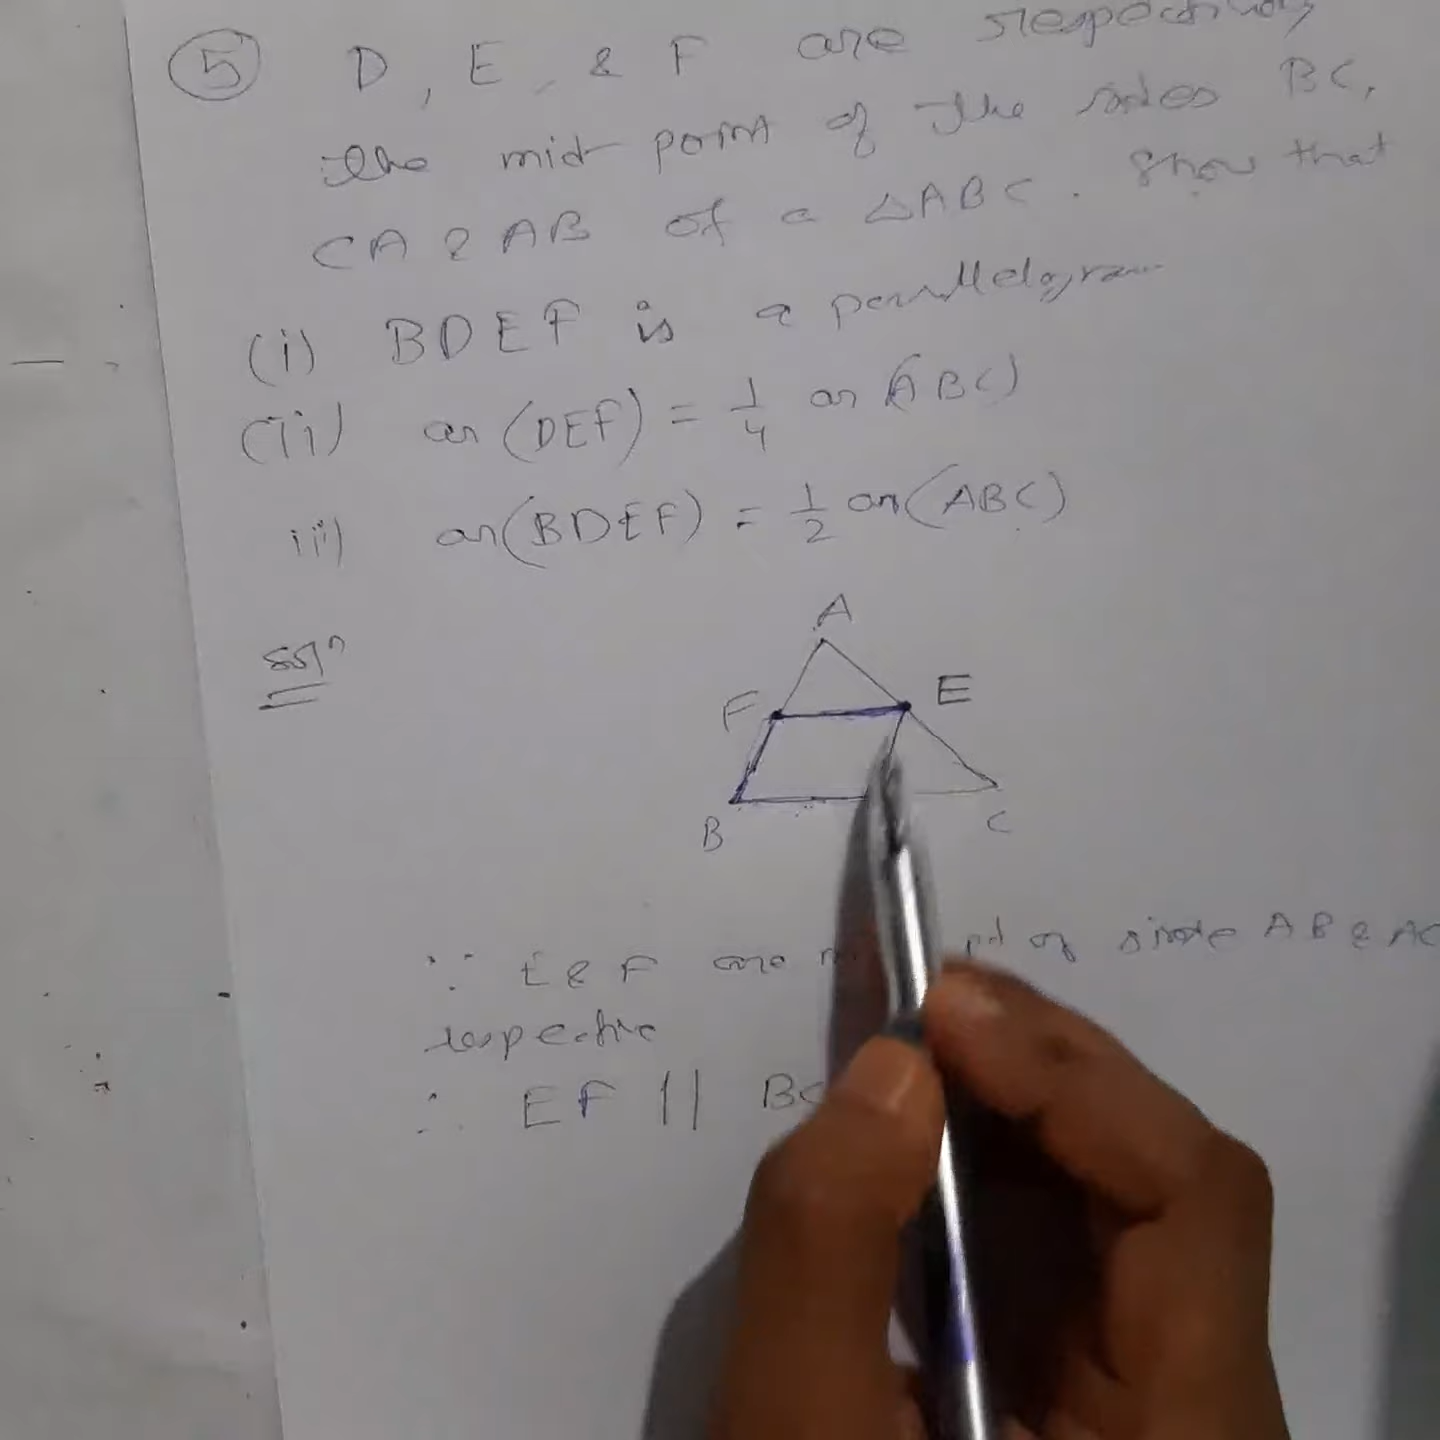 5 D, E, & F are respectively
the mid point of the sides BC,
CA & AB of a △ABC. Show that
(i) BDEF is a parallelogram
(ii) ar (DEF) = 1/4 ar (ABC)
iii) ar(BDEF) = 1/2 ar(ABC)
Solⁿ
A
F E
B C
∵ E & F are of side AB & AC
respective
∴ EF || BC